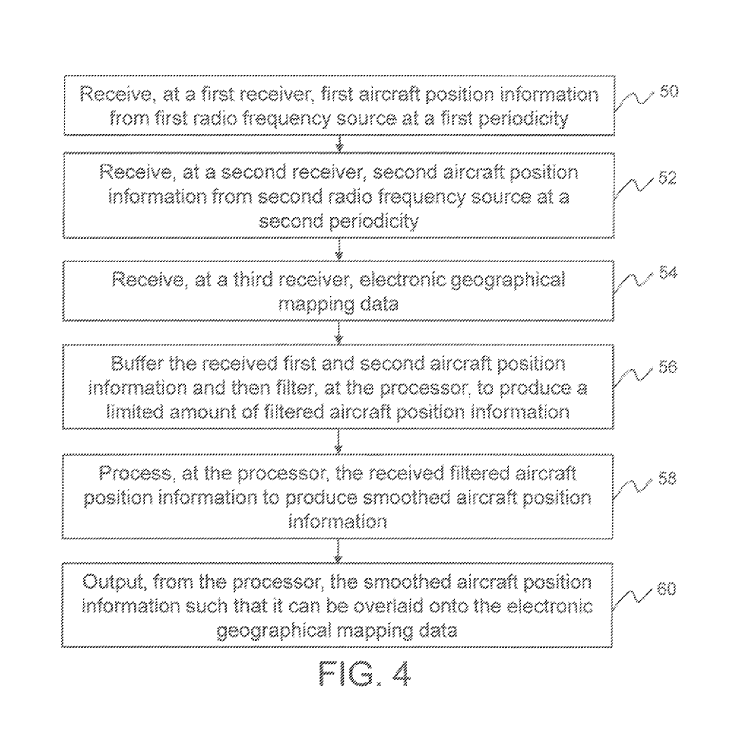 Receive, at a first receiver, first aircraft position information
from first radio frequency source at a first periodicity
50
Receive, at a second receiver, second aircraft position
information from second radio frequency source at a
second periodicity
52
Receive, at a third receiver, electronic geographical
mapping data
54
Buffer the received first and second aircraft position
information and then filter, at the processor, to produce a
limited amount of filtered aircraft position information
56
Process, at the processor, the received filtered aircraft
position information to produce smoothed aircraft position
information
58
Output, from the processor, the smoothed aircraft position
information such that it can be overlaid onto the electronic
geographical mapping data
60
FIG. 4